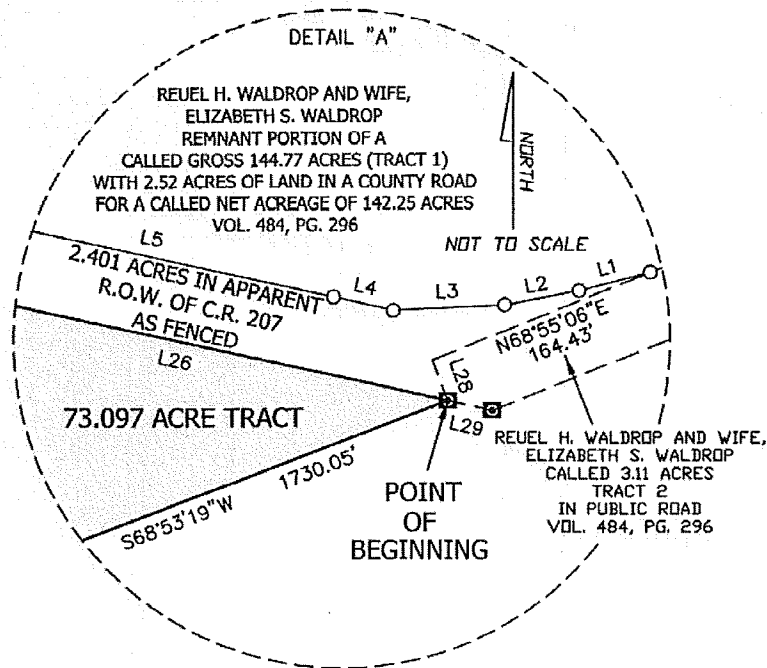 DETAIL "A"
REUEL H. WALDROP AND WIFE,
ELIZABETH S. WALDROP
REMNANT PORTION OF A
CALLED GROSS 144.77 ACRES (TRACT 1)
WITH 2.52 ACRES OF LAND IN A COUNTY ROAD
FOR A CALLED NET ACREAGE OF 142.25 ACRES
VOL. 484, PG. 296
NORTH
NOT TO SCALE
L5
L4
L3
L2
L1
2.401 ACRES IN APPARENT
R.O.W. OF C.R. 207
AS FENCED
L26
N68°55'06"E
164.43'
L28
L29
73.097 ACRE TRACT
S68°53'19"W
1730.05'
POINT
OF
BEGINNING
REUEL H. WALDROP AND WIFE,
ELIZABETH S. WALDROP
CALLED 3.11 ACRES
TRACT 2
IN PUBLIC ROAD
VOL. 484, PG. 296